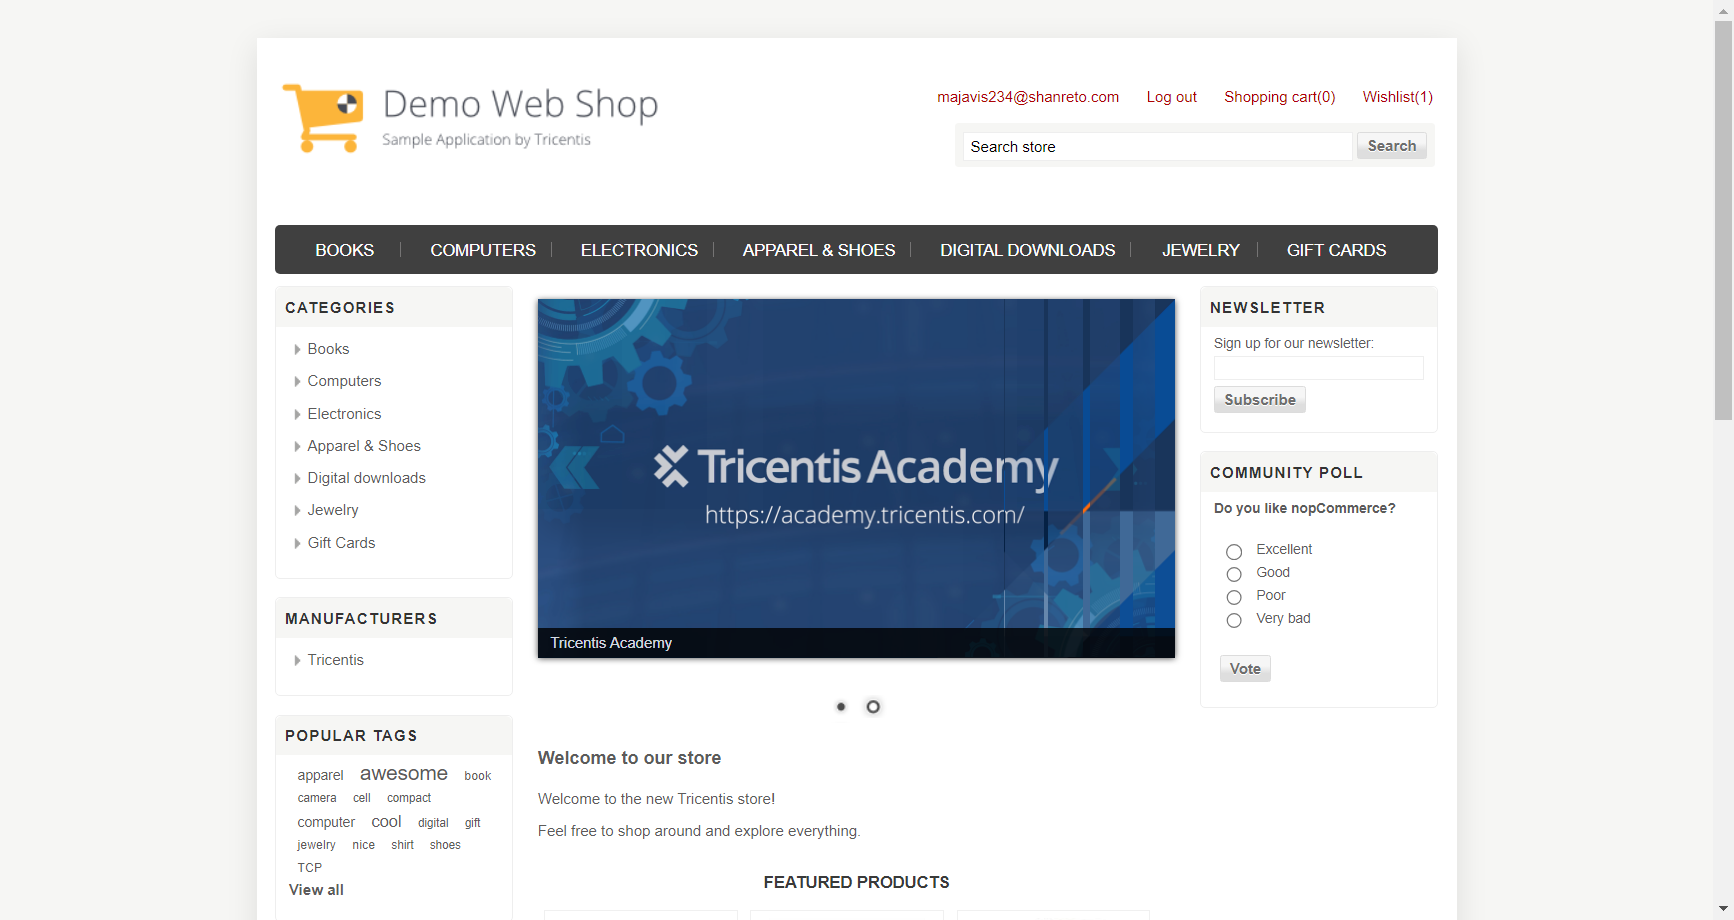 Demo Web Shop
Sample Application by Tricentis
majavis234@shanreto.com Log out Shopping cart(0) Wishlist(1)
Search store Search
BOOKS COMPUTERS ELECTRONICS APPAREL & SHOES DIGITAL DOWNLOADS JEWELRY GIFT CARDS
CATEGORIES
Books
Computers
Electronics
Apparel & Shoes
Digital downloads
Jewelry
Gift Cards
MANUFACTURERS
Tricentis
POPULAR TAGS
apparel awesome book
camera cell compact
computer cool digital gift
jewelry nice shirt shoes
TCP
View all
Tricentis Academy
https://academy.tricentis.com/
Tricentis Academy
Welcome to our store
Welcome to the new Tricentis store!
Feel free to shop around and explore everything.
FEATURED PRODUCTS
NEWSLETTER
Sign up for our newsletter:
Subscribe
COMMUNITY POLL
Do you like nopCommerce?
Excellent
Good
Poor
Very bad
Vote